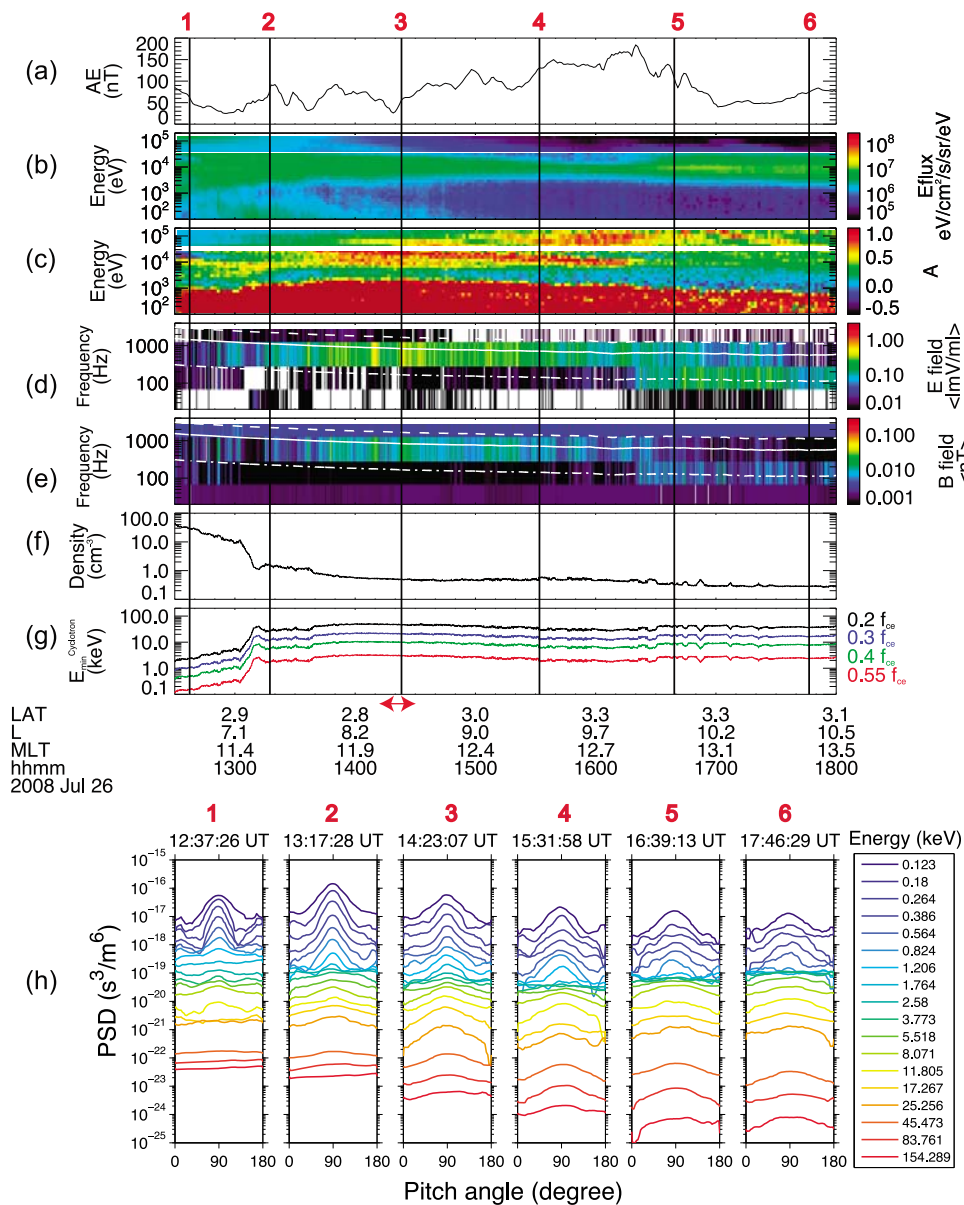 1 2 3 4 5 6
(a)
AE
(nT)
200
150
100
50
0
(b)
Energy
(eV)
10^5
10^4
10^3
10^2
10^8
10^7
10^6
10^5
Eflux
eV/cm^2/s/sr/eV
(c)
Energy
(eV)
10^5
10^4
10^3
10^2
1.0
0.5
0.0
-0.5
A
(d)
Frequency
(Hz)
1000
100
1.00
0.10
0.01
E field
<|mV/m|>
(e)
Frequency
(Hz)
1000
100
0.100
0.010
0.001
B field
(f)
Density
(cm^-3)
100.0
10.0
1.0
0.1
(g)
E_min^Cyclotron
(keV)
100.0
10.0
1.0
0.1
0.2 f_ce
0.3 f_ce
0.4 f_ce
0.55 f_ce
LAT 2.9 2.8 3.0 3.3 3.3 3.1
L 7.1 8.2 9.0 9.7 10.2 10.5
MLT 11.4 11.9 12.4 12.7 13.1 13.5
hhmm 1300 1400 1500 1600 1700 1800
2008 Jul 26
1 2 3 4 5 6
12:37:26 UT 13:17:28 UT 14:23:07 UT 15:31:58 UT 16:39:13 UT 17:46:29 UT
(h)
PSD (s^3/m^6)
10^-15
10^-16
10^-17
10^-18
10^-19
10^-20
10^-21
10^-22
10^-23
10^-24
10^-25
0 90 180 0 90 180 0 90 180 0 90 180 0 90 180 0 90 180
Pitch angle (degree)
Energy (keV)
0.123
0.18
0.264
0.386
0.564
0.824
1.206
1.764
2.58
3.773
5.518
8.071
11.805
17.267
25.256
45.473
83.761
154.289